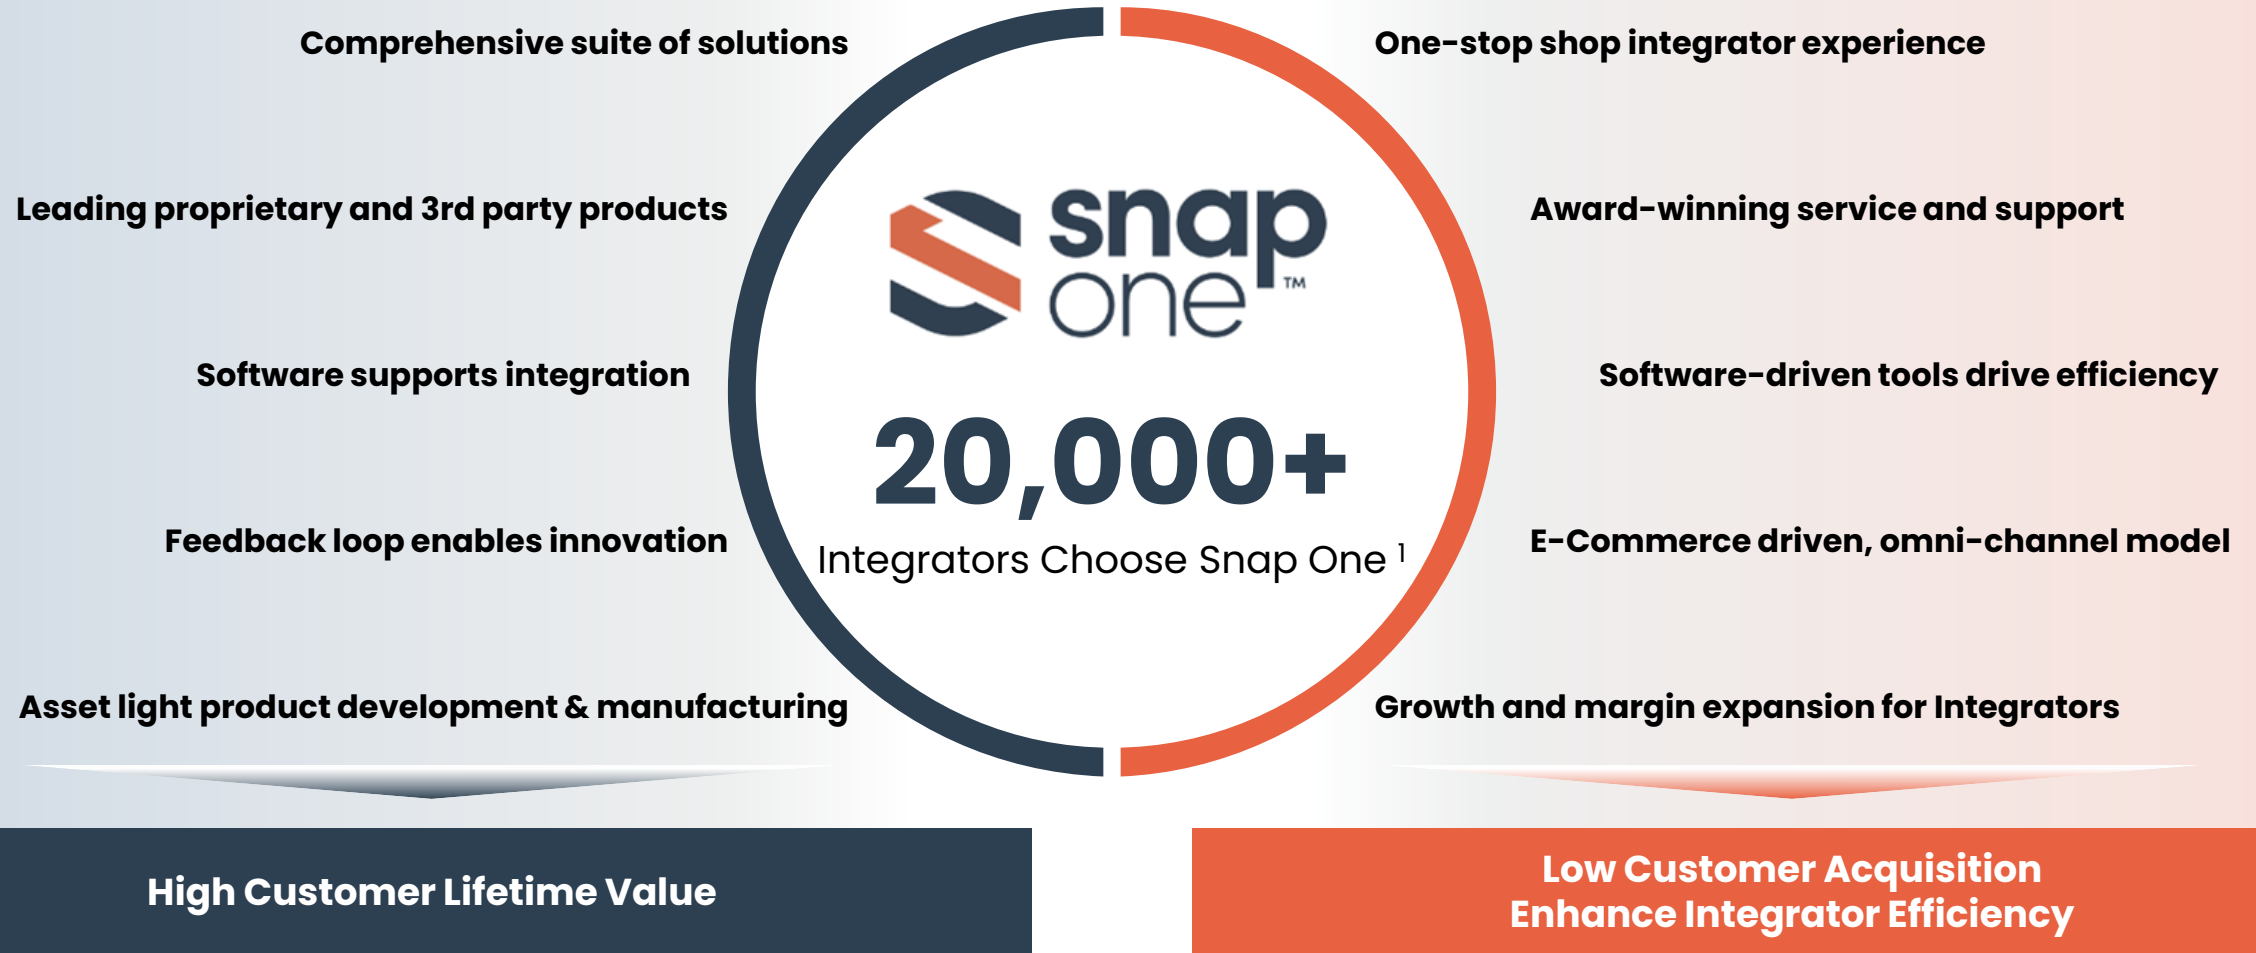 Comprehensive suite of solutions
Leading proprietary and 3rd party products
Software supports integration
Feedback loop enables innovation
Asset light product development & manufacturing
High Customer Lifetime Value
snap
one™
20,000+
Integrators Choose Snap One ¹
One-stop shop integrator experience
Award-winning service and support
Software-driven tools drive efficiency
E-Commerce driven, omni-channel model
Growth and margin expansion for Integrators
Low Customer Acquisition
Enhance Integrator Efficiency